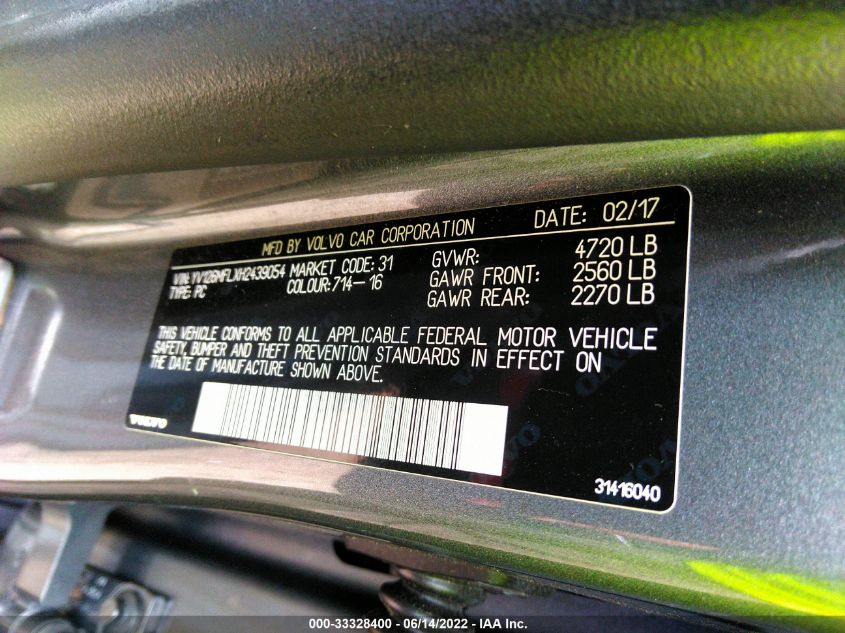 MFD BY VOLVO CAR CORPORATION DATE: 02/17
VIN: YV126MFLXH2439054 MARKET CODE: 31 GVWR: 4720 LB
TYPE: PC COLOUR: 714-16 GAWR FRONT: 2560 LB
GAWR REAR: 2270 LB
THIS VEHICLE CONFORMS TO ALL APPLICABLE FEDERAL MOTOR VEHICLE
SAFETY, BUMPER AND THEFT PREVENTION STANDARDS IN EFFECT ON
THE DATE OF MANUFACTURE SHOWN ABOVE.
VOLVO
31416040
000-33328400 - 06/14/2022 - IAA Inc.